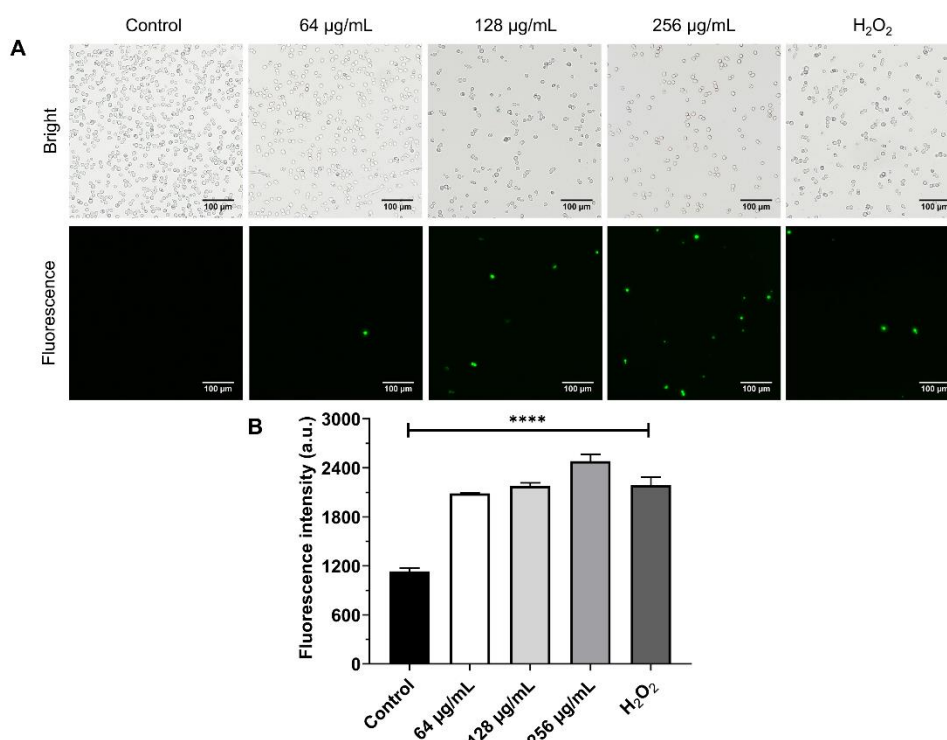 Control 64 µg/mL 128 µg/mL 256 µg/mL H₂O₂
A
Bright
100 µm 100 µm 100 µm 100 µm 100 µm
Fluorescence
100 µm 100 µm 100 µm 100 µm 100 µm
B
****
Fluorescence intensity (a.u.)
3000
2400
1800
1200
600
0
Control 64 µg/mL 128 µg/mL 256 µg/mL H₂O₂